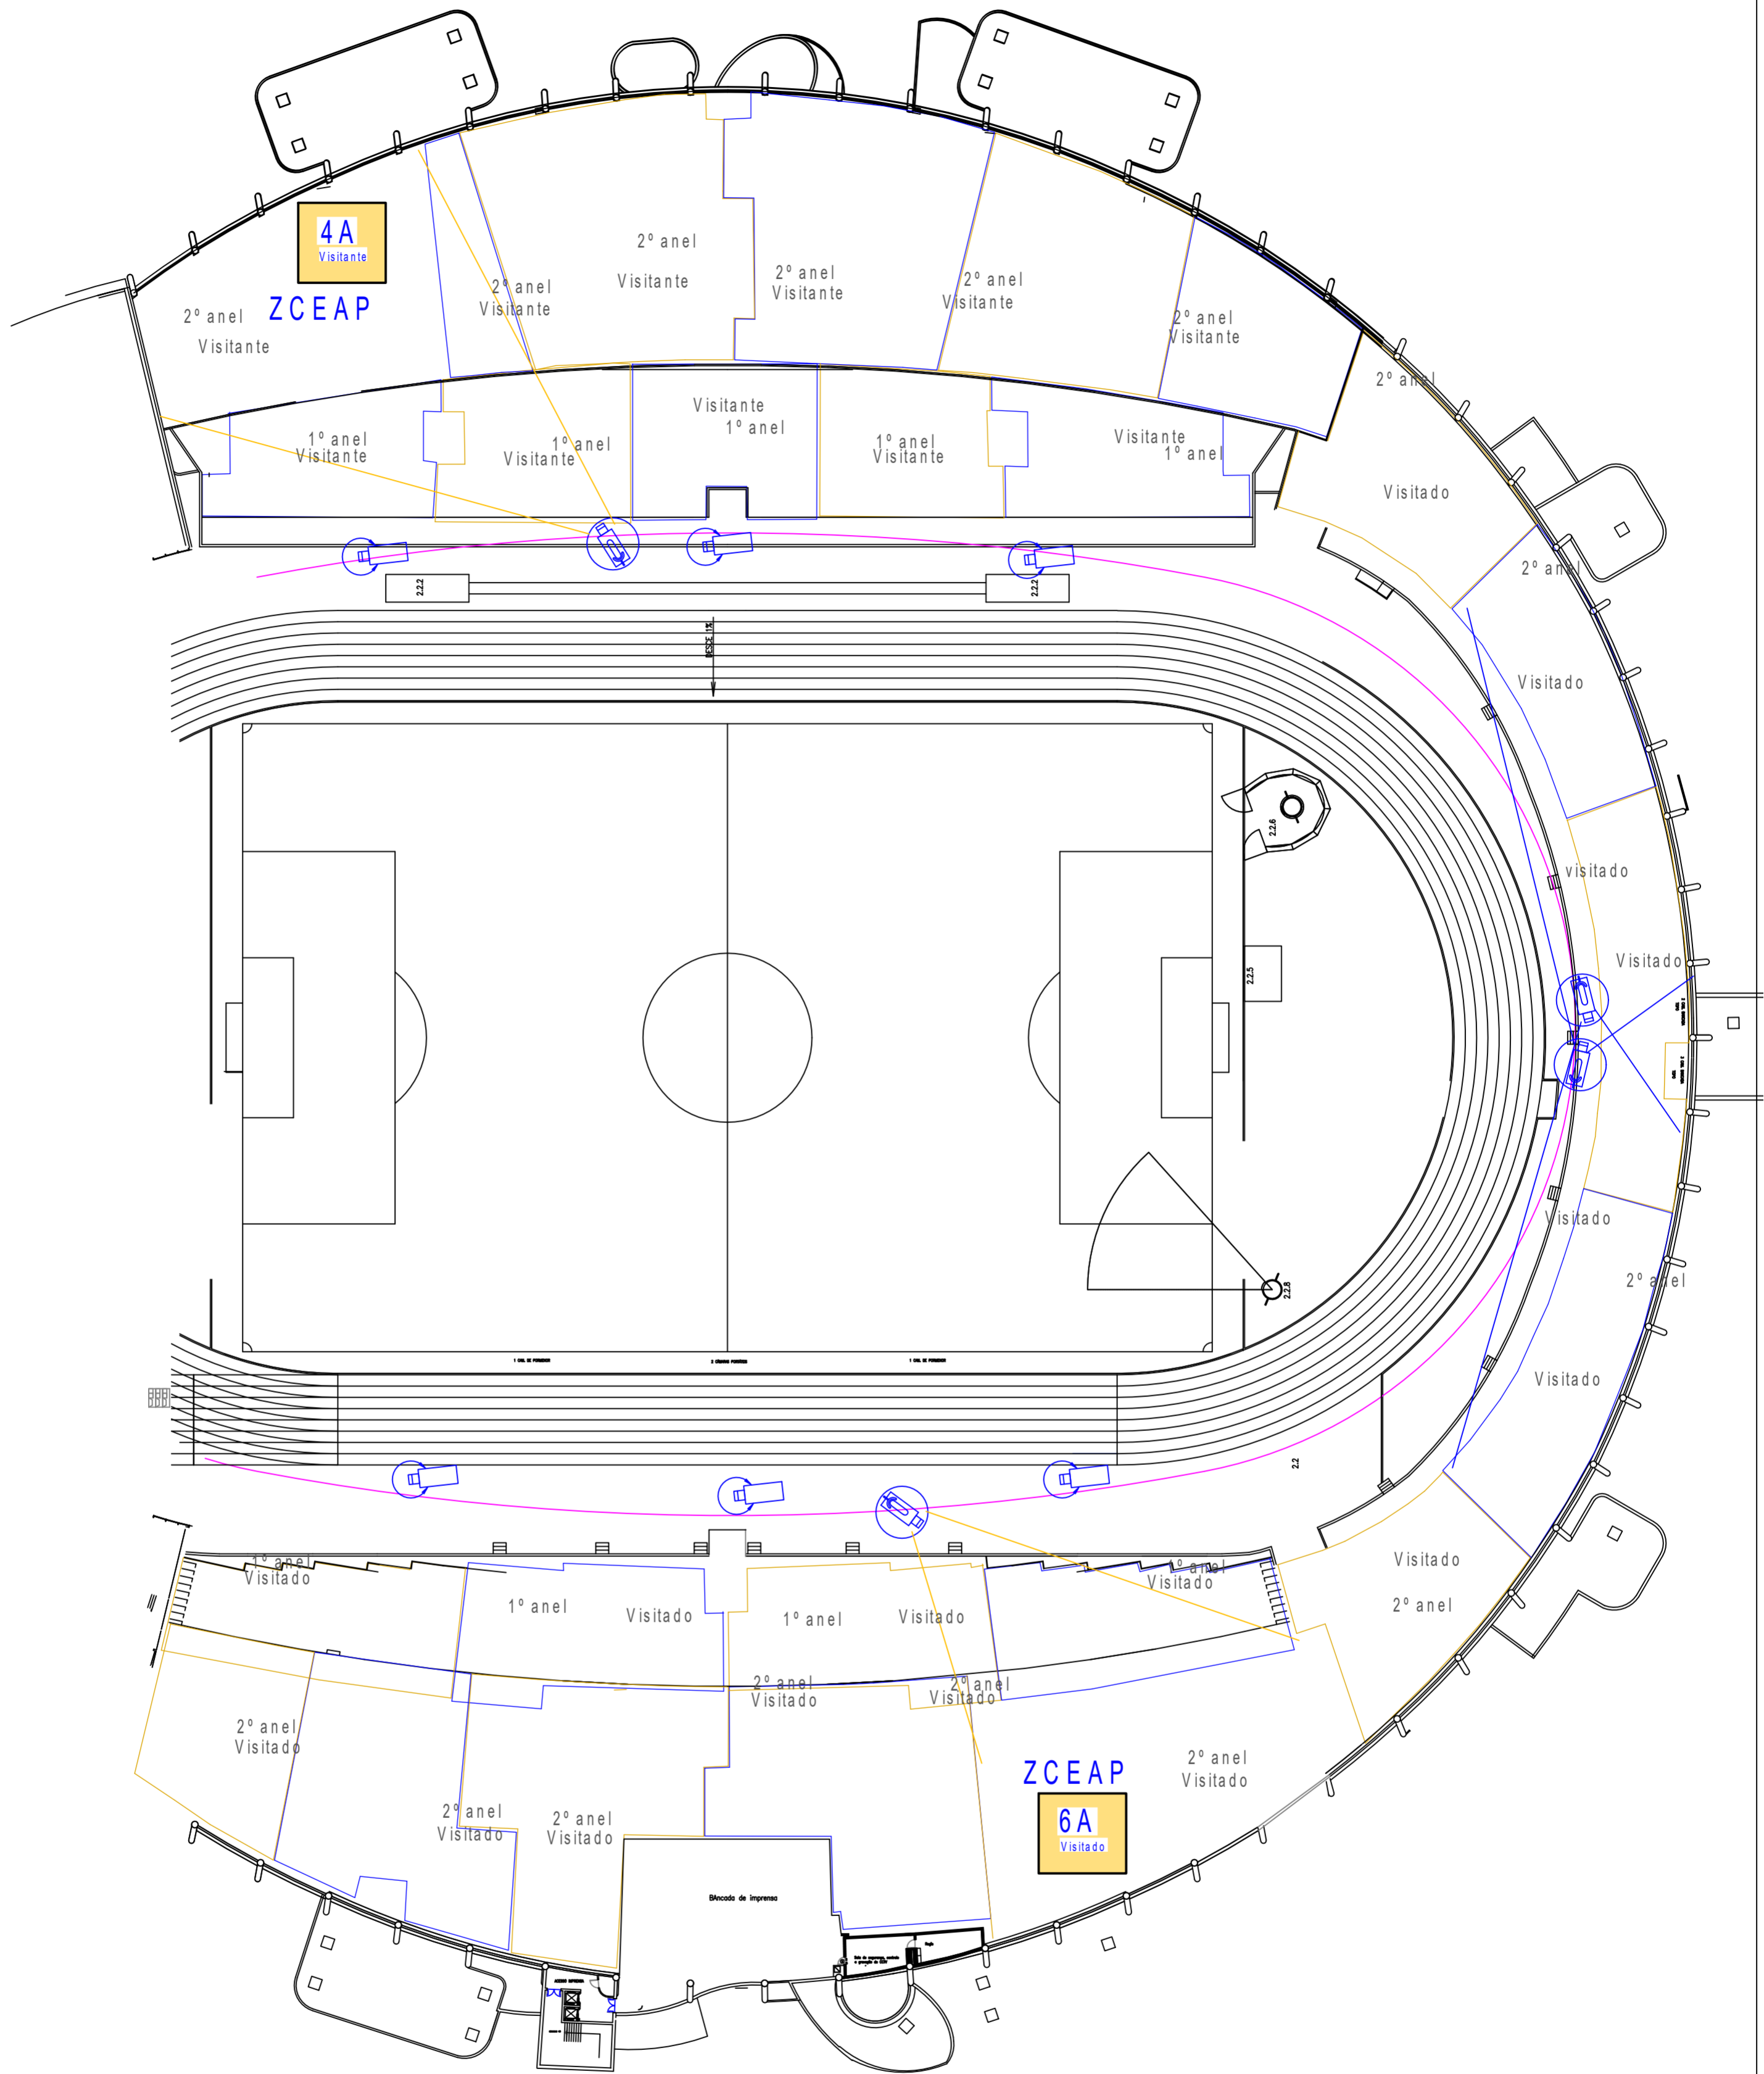 4A
Visitante
ZCEAP
2º anel
Visitante
2º anel
Visitante
2º anel
Visitante
2º anel
Visitante
2º anel
Visitante
2º anel
Visitante
2º anel
1º anel
Visitante
1º anel
Visitante
Visitante
1º anel
1º anel
Visitante
Visitante
1º anel
Visitado
2º anel
2.2.2
2.2.2
DESCE 1%
Visitado
2.2.6
visitado
Visitado
2.2.5
Visitado
2º anel
2.2.8
Visitado
2.2
1º anel
Visitado
1º anel
Visitado
1º anel
Visitado
1º anel
Visitado
Visitado
2º anel
2º anel
Visitado
2º anel
Visitado
2º anel
Visitado
2º anel
Visitado
ZCEAP
6A
Visitado
2º anel
Visitado
2º anel
Visitado
BAncada de imprensa